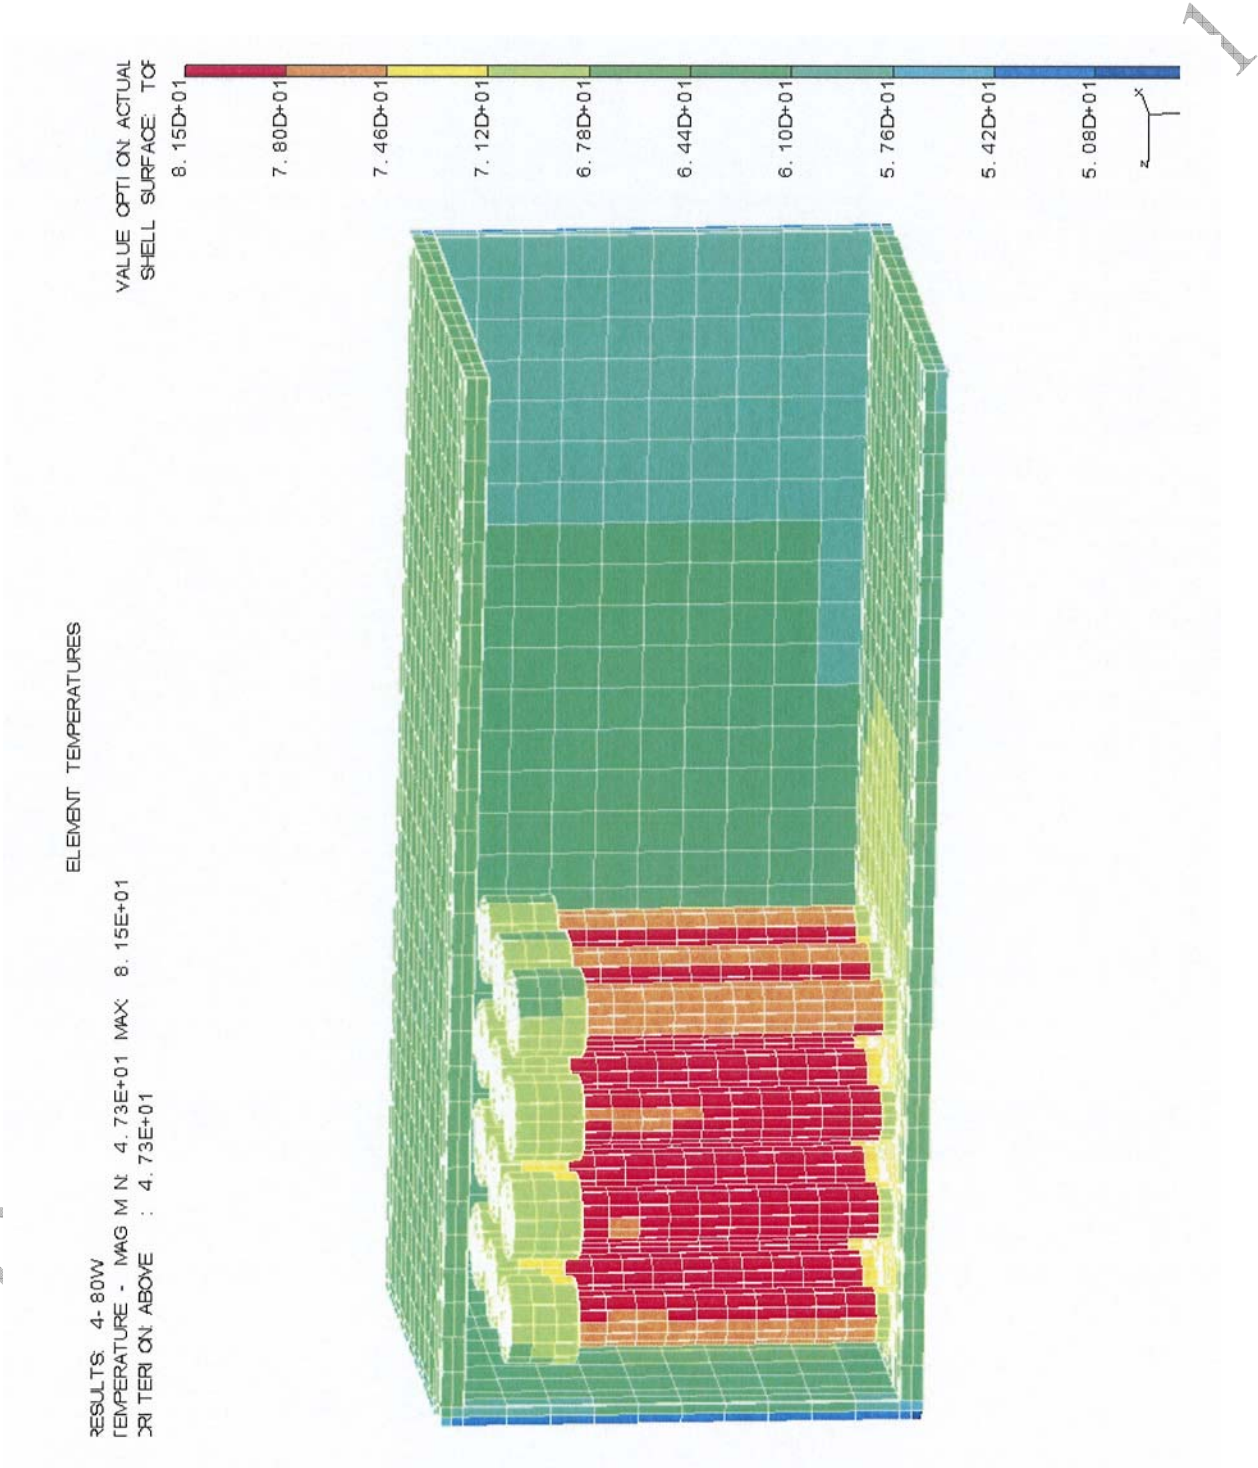 ELEMENT TEMPERATURES
RESULTS: 4-80W
TEMPERATURE - MAG MIN: 4.73E+01 MAX: 8.15E+01
CRITERION: ABOVE : 4.73E+01
VALUE OPTION: ACTUAL
SHELL SURFACE: TOP
8.15D+01
7.80D+01
7.46D+01
7.12D+01
6.78D+01
6.44D+01
6.10D+01
5.76D+01
5.42D+01
5.08D+01
X
Z